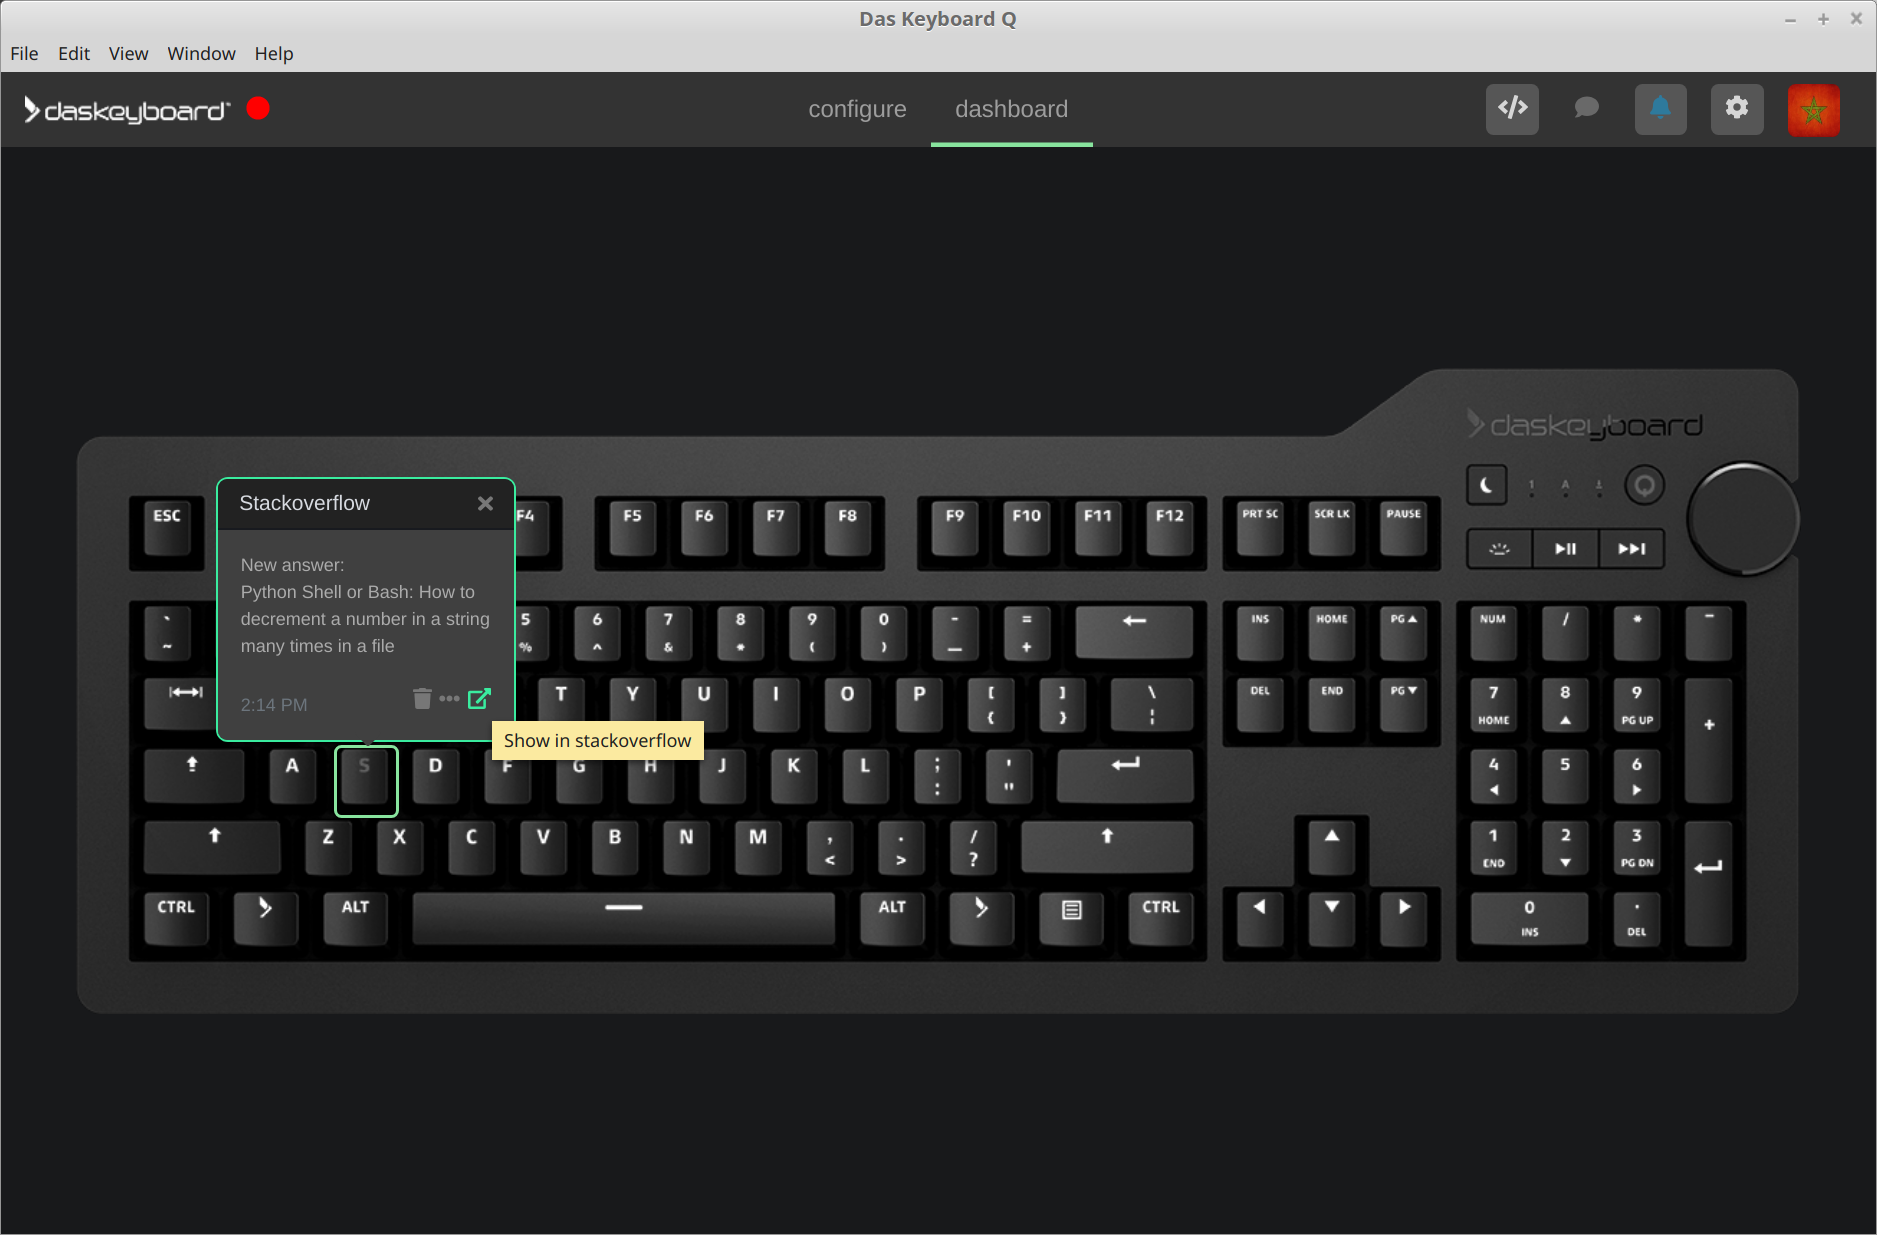 Das Keyboard Q
File Edit View Window Help
daskeyboard
configure dashboard
daskeyboard
Stackoverflow
New answer:
Python Shell or Bash: How to
decrement a number in a string
many times in a file
2:14 PM
Show in stackoverflow
ESC F4 F5 F6 F7 F8 F9 F10 F11 F12 PRT SC SCR LK PAUSE
1 A
` 5 6 7 8 9 0 - = INS HOME PG NUM / * -
~ % ^ & * ( ) _ +
T Y U I O P [ ] \ DEL END PG 7 8 9 +
{ } ¦ HOME PG UP
A S D F G H J K L ; ' 4 5 6
: "
Z X C V B N M , . / 1 2 3
< > ? END PG DN
CTRL ALT ALT CTRL 0 .
INS DEL